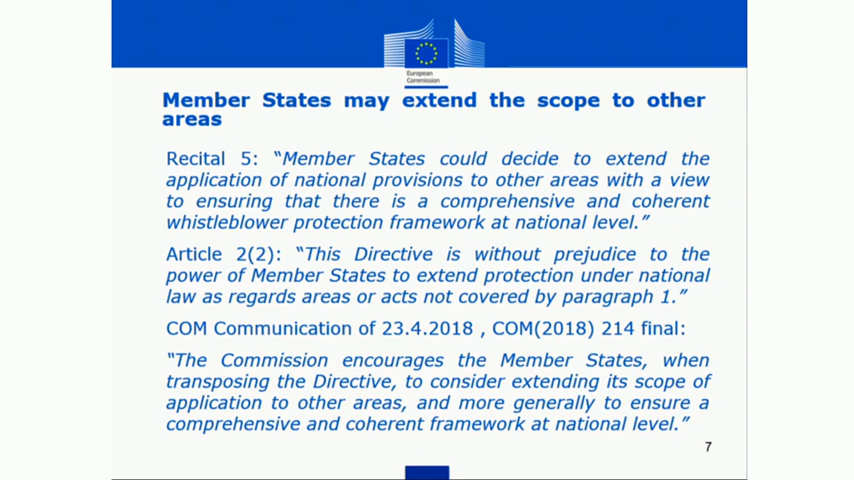 European
Commission
Member States may extend the scope to other
areas
Recital 5: “Member States could decide to extend the
application of national provisions to other areas with a view
to ensuring that there is a comprehensive and coherent
whistleblower protection framework at national level.”
Article 2(2): “This Directive is without prejudice to the
power of Member States to extend protection under national
law as regards areas or acts not covered by paragraph 1.”
COM Communication of 23.4.2018 , COM(2018) 214 final:
“The Commission encourages the Member States, when
transposing the Directive, to consider extending its scope of
application to other areas, and more generally to ensure a
comprehensive and coherent framework at national level.”
7